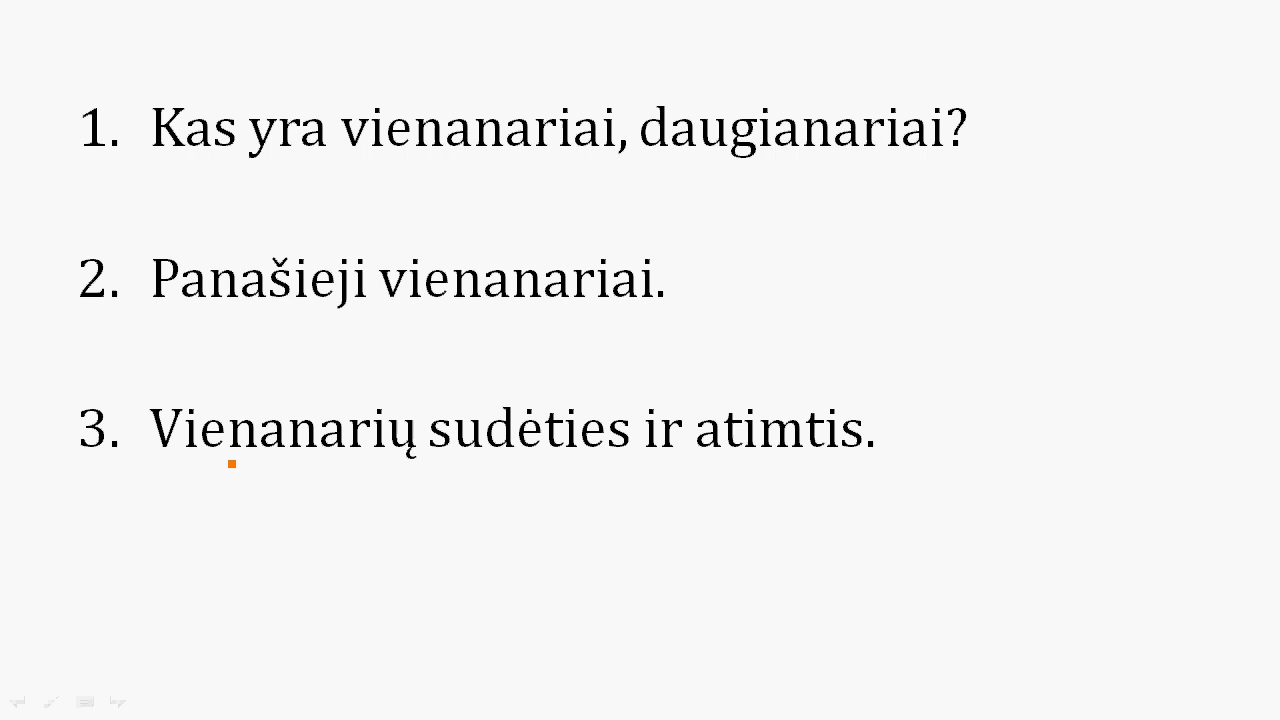 1. Kas yra vienanariai, daugianariai?
2. Panašieji vienanariai.
3. Vienanarių sudėties ir atimtis.